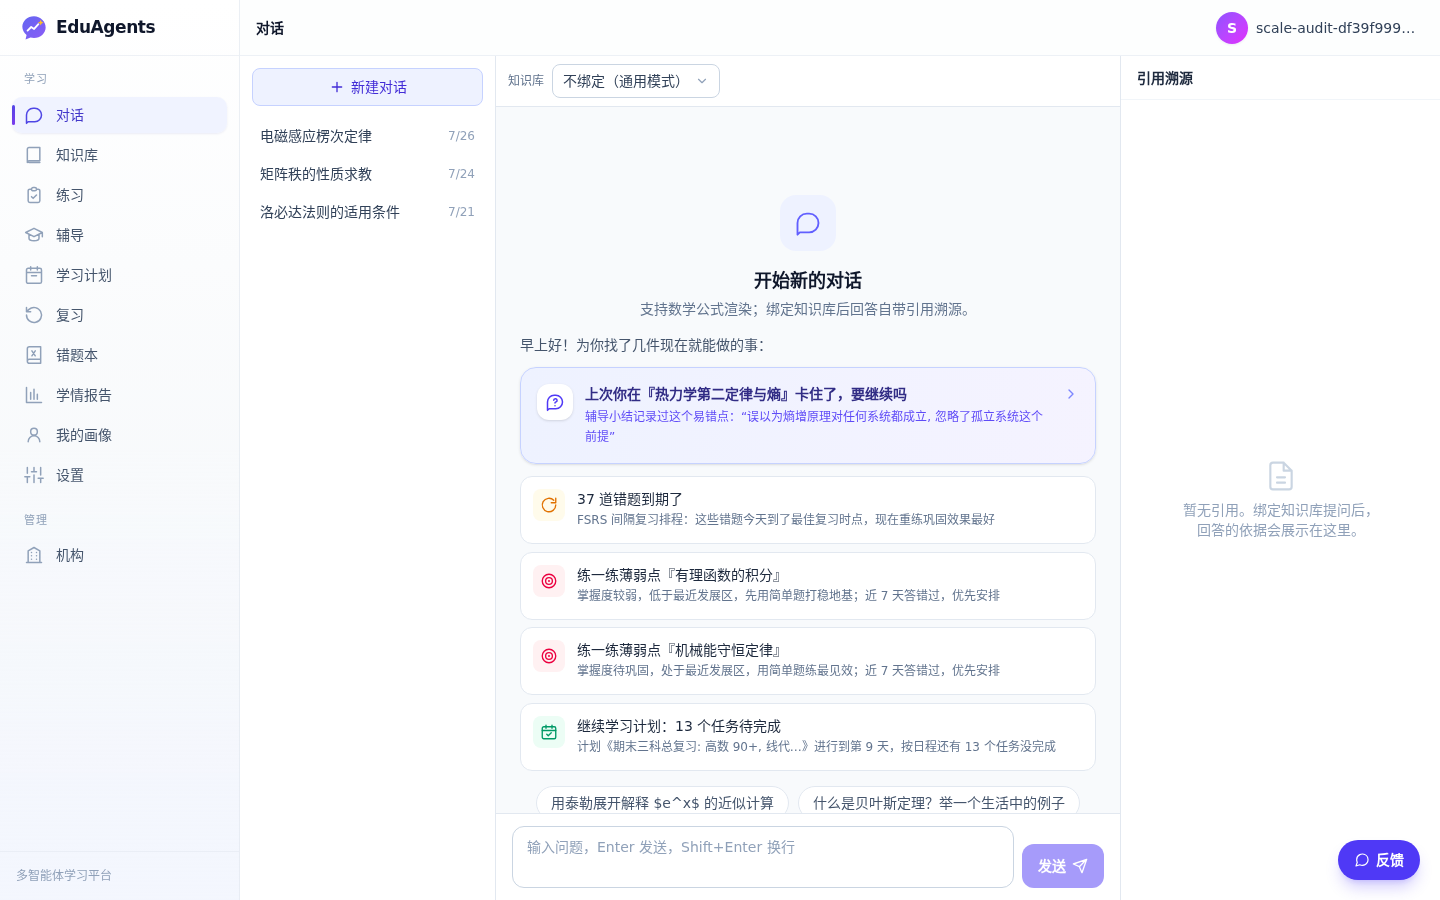 EduAgents
对话
S
scale-audit-df39f999...
学习
对话
知识库
练习
辅导
学习计划
复习
错题本
学情报告
我的画像
设置
管理
机构
多智能体学习平台
新建对话
电磁感应楞次定律 7/26
矩阵秩的性质求教 7/24
洛必达法则的适用条件 7/21
知识库 不绑定（通用模式）
开始新的对话
支持数学公式渲染；绑定知识库后回答自带引用溯源。
早上好！为你找了几件现在就能做的事：
上次你在『热力学第二定律与熵』卡住了，要继续吗
辅导小结记录过这个易错点：“误以为熵增原理对任何系统都成立, 忽略了孤立系统这个
前提”
37 道错题到期了
FSRS 间隔复习排程：这些错题今天到了最佳复习时点，现在重练巩固效果最好
练一练薄弱点『有理函数的积分』
掌握度较弱，低于最近发展区，先用简单题打稳地基；近 7 天答错过，优先安排
练一练薄弱点『机械能守恒定律』
掌握度待巩固，处于最近发展区，用简单题练最见效；近 7 天答错过，优先安排
继续学习计划：13 个任务待完成
计划《期末三科总复习: 高数 90+, 线代…》进行到第 9 天，按日程还有 13 个任务没完成
用泰勒展开解释 $e^x$ 的近似计算
什么是贝叶斯定理？举一个生活中的例子
输入问题，Enter 发送，Shift+Enter 换行
发送
引用溯源
暂无引用。绑定知识库提问后，
回答的依据会展示在这里。
反馈